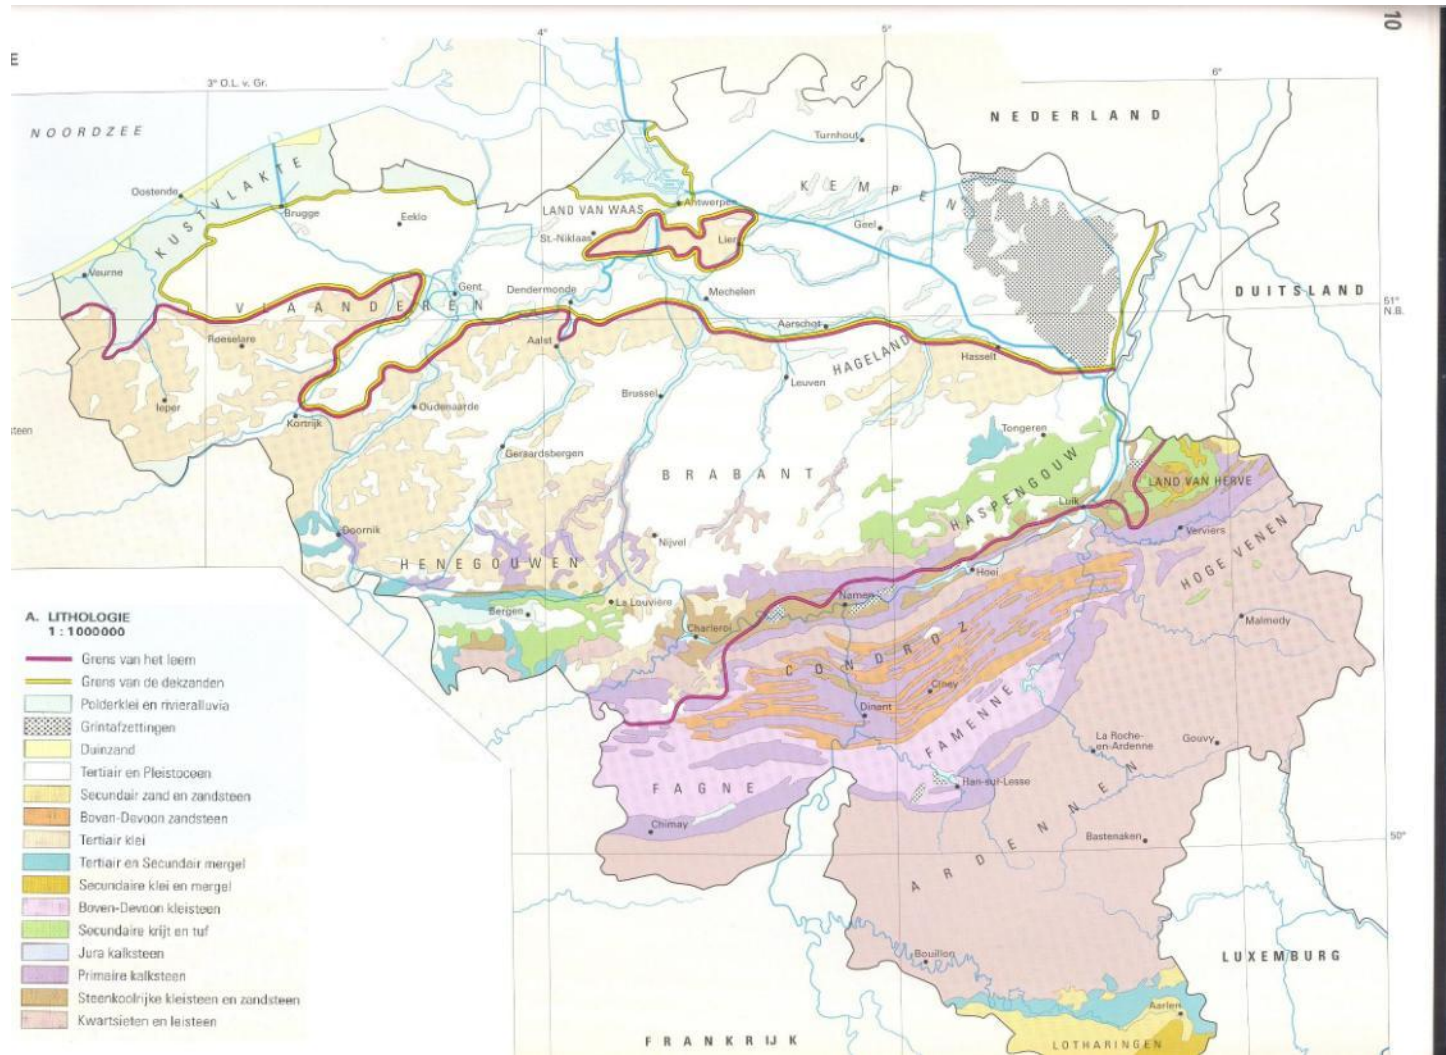 10
E
4°
5°
6°
3° O.L. v. Gr.
NOORDZEE
NEDERLAND
Turnhout
KUSTVLAKTE
Oostende
Brugge
Eeklo
LAND VAN WAAS
Antwerpen
KEMPEN
St.-Niklaas
Lier
Geel
Veurne
VLAANDEREN
Gent
Dendermonde
Mechelen
DUITSLAND
51°
N.B.
Roeselare
Aalst
Aarschot
HAGELAND
Hasselt
Ieper
Oudenaarde
Brussel
Leuven
Kortrijk
steen
Geraardsbergen
BRABANT
Tongeren
HASPENGOUW
LAND VAN HERVE
Luik
Doornik
Nijvel
Verviers
HENEGOUWEN
Hoei
HOGE VENEN
Bergen
La Louvière
Namen
Charleroi
Malmedy
CONDROZ
Ciney
Dinant
FAMENNE
La Roche-
en-Ardenne
Gouvy
FAGNE
Han-sur-Lesse
Chimay
ARDENNEN
Bastenaken
50°
Bouillon
LUXEMBURG
Aarlen
LOTHARINGEN
FRANKRIJK
A. LITHOLOGIE
1 : 1000000
Grens van het leem
Grens van de dekzanden
Polderklei en rivieralluvia
Grintafzettingen
Duinzand
Tertiair en Pleistoceen
Secundair zand en zandsteen
Boven-Devoon zandsteen
Tertiair klei
Tertiair en Secundair mergel
Secundaire klei en mergel
Boven-Devoon kleisteen
Secundaire krijt en tuf
Jura kalksteen
Primaire kalksteen
Steenkoolrijke kleisteen en zandsteen
Kwartsieten en leisteen